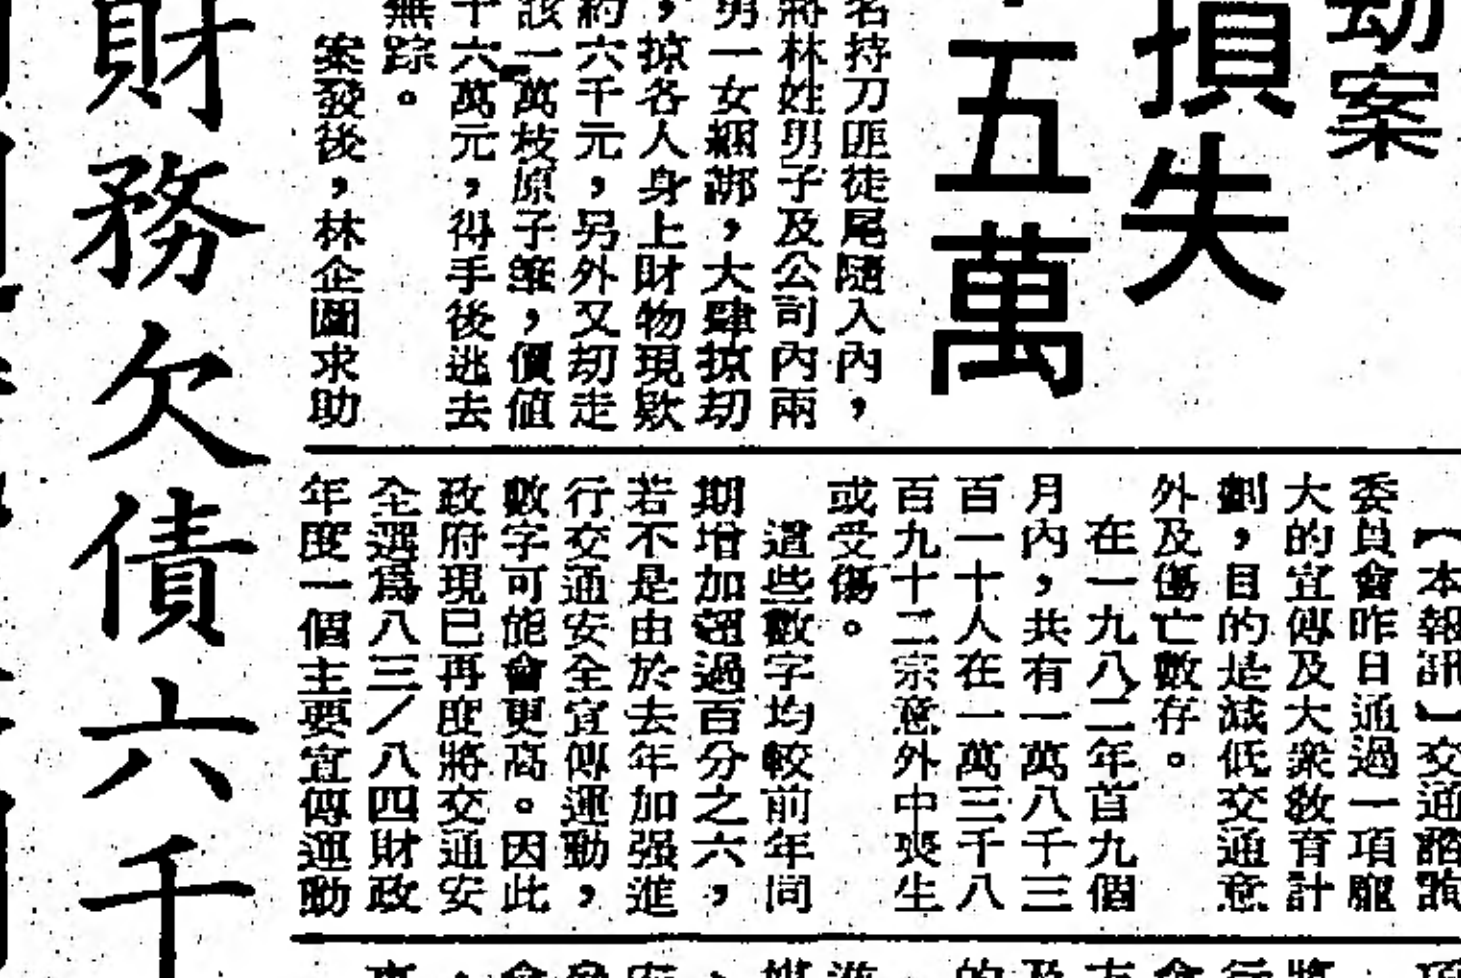 劫案
損失
五萬
名持刀匪徒尾隨入內，
將林姓男子及公司內兩
男一女綑綁，大肆掠劫
，掠各人身上財物現欵
約六千元，另外又刧走
該一萬枝原子筆，價值
十六萬元，得手後逃去
無踪。
案發後，林企圖求助
財務欠債六千
【本報訊】交通諮詢
委員會昨日通過一項龐
大的宣傳及大衆敎育計
劃，目的是減低交通意
外及傷亡數存。
在一九八二年首九個
月內，共有一萬八千三
百一十人在一萬三千八
百九十二宗意外中喪生
或受傷。
這些數字均較前年同
期增加超過百分之六，
若不是由於去年加强進
行交通安全宣傳運動，
數字可能會更高。因此
政府現已再度將交通安
全選爲八三／八四財政
年度一個主要宣傳運動